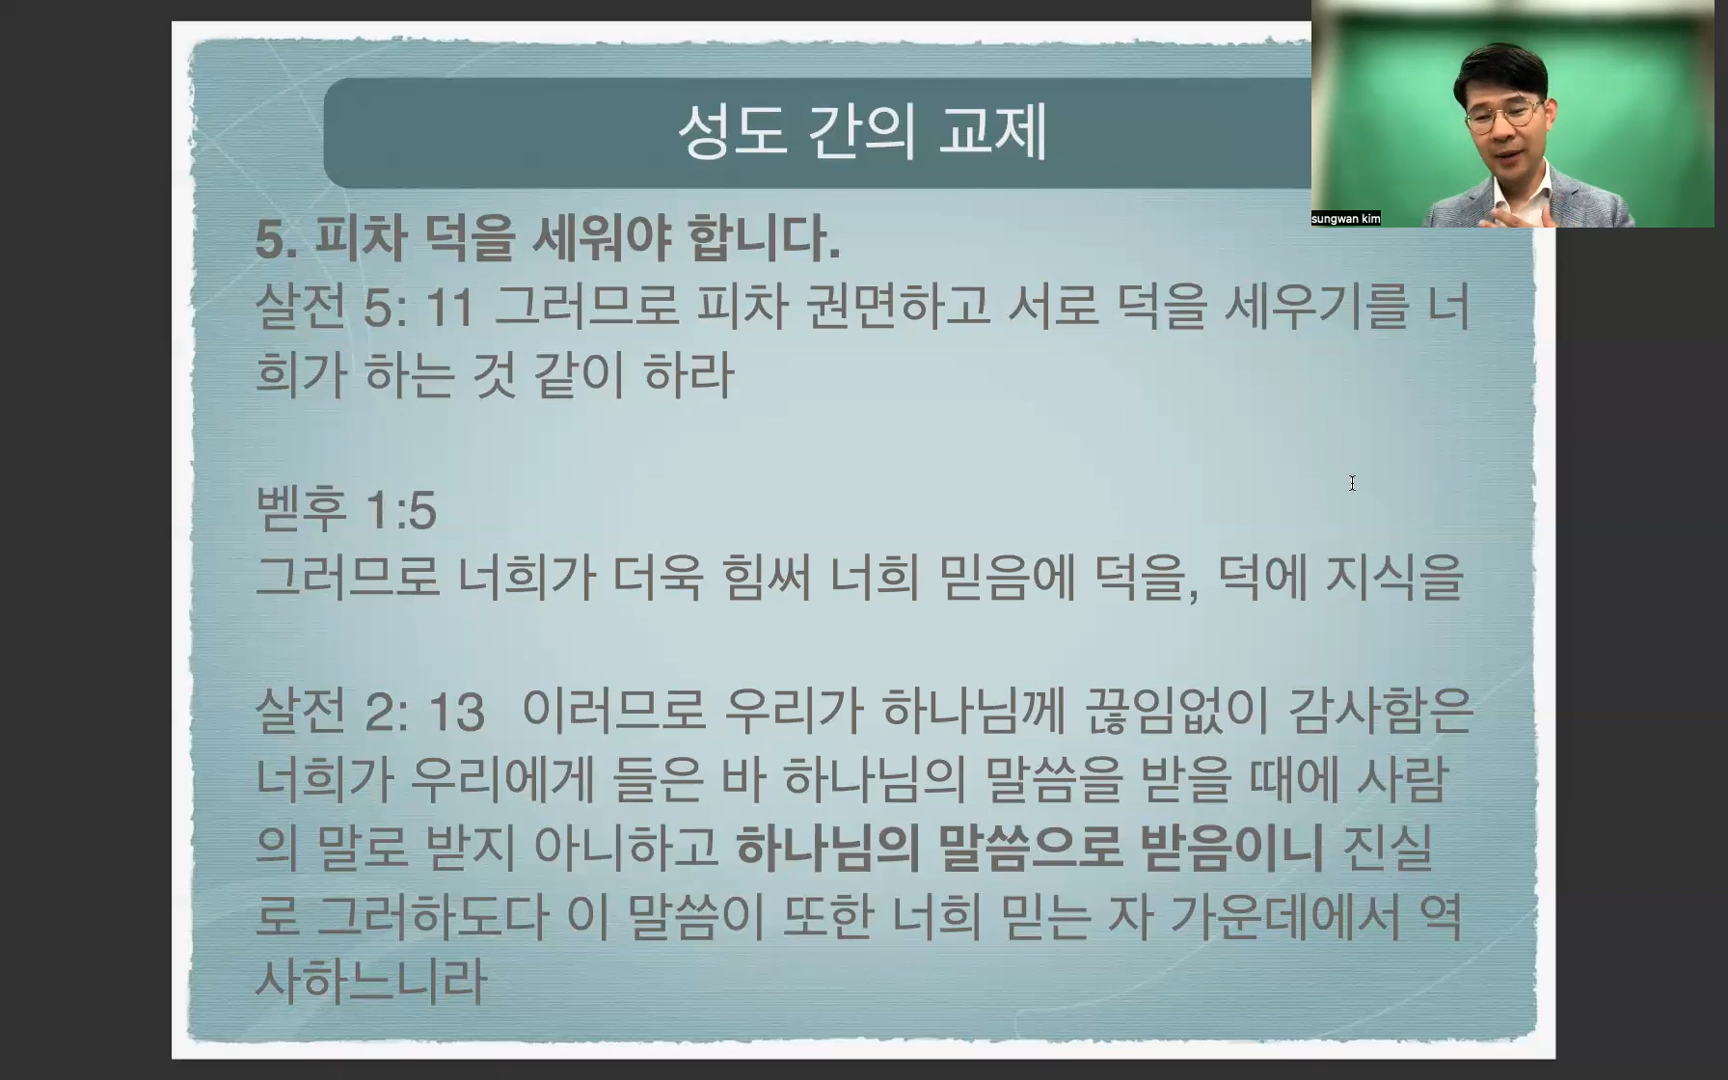 성도 간의 교제
sungwan kim
5. 피차 덕을 세워야 합니다.
살전 5: 11 그러므로 피차 권면하고 서로 덕을 세우기를 너
희가 하는 것 같이 하라
벧후 1:5
그러므로 너희가 더욱 힘써 너희 믿음에 덕을, 덕에 지식을
살전 2: 13 이러므로 우리가 하나님께 끊임없이 감사함은
너희가 우리에게 들은 바 하나님의 말씀을 받을 때에 사람
의 말로 받지 아니하고 하나님의 말씀으로 받음이니 진실
로 그러하도다 이 말씀이 또한 너희 믿는 자 가운데에서 역
사하느니라